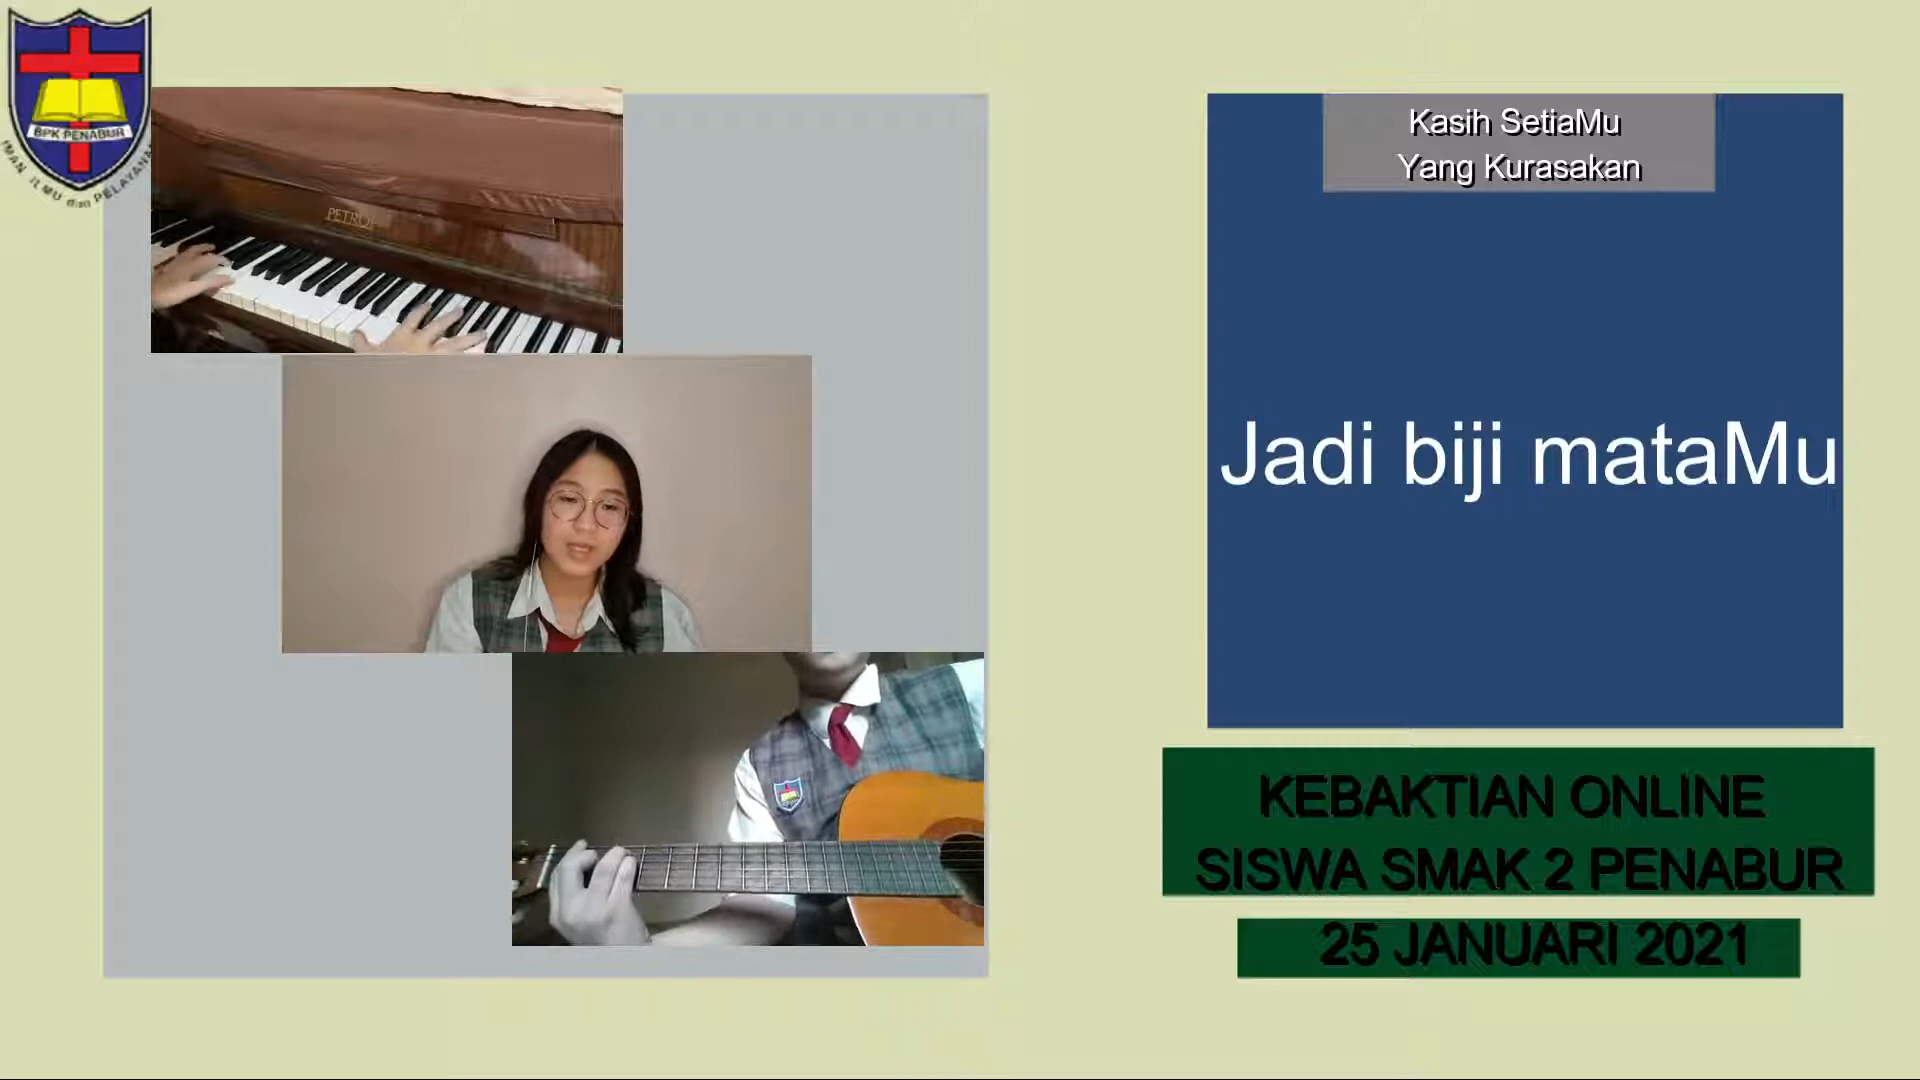 BPK PENABUR
IMAN ILMU dan PELAYANAN
PETROF
Kasih SetiaMu
Yang Kurasakan
Jadi biji mataMu
KEBAKTIAN ONLINE
SISWA SMAK 2 PENABUR
25 JANUARI 2021